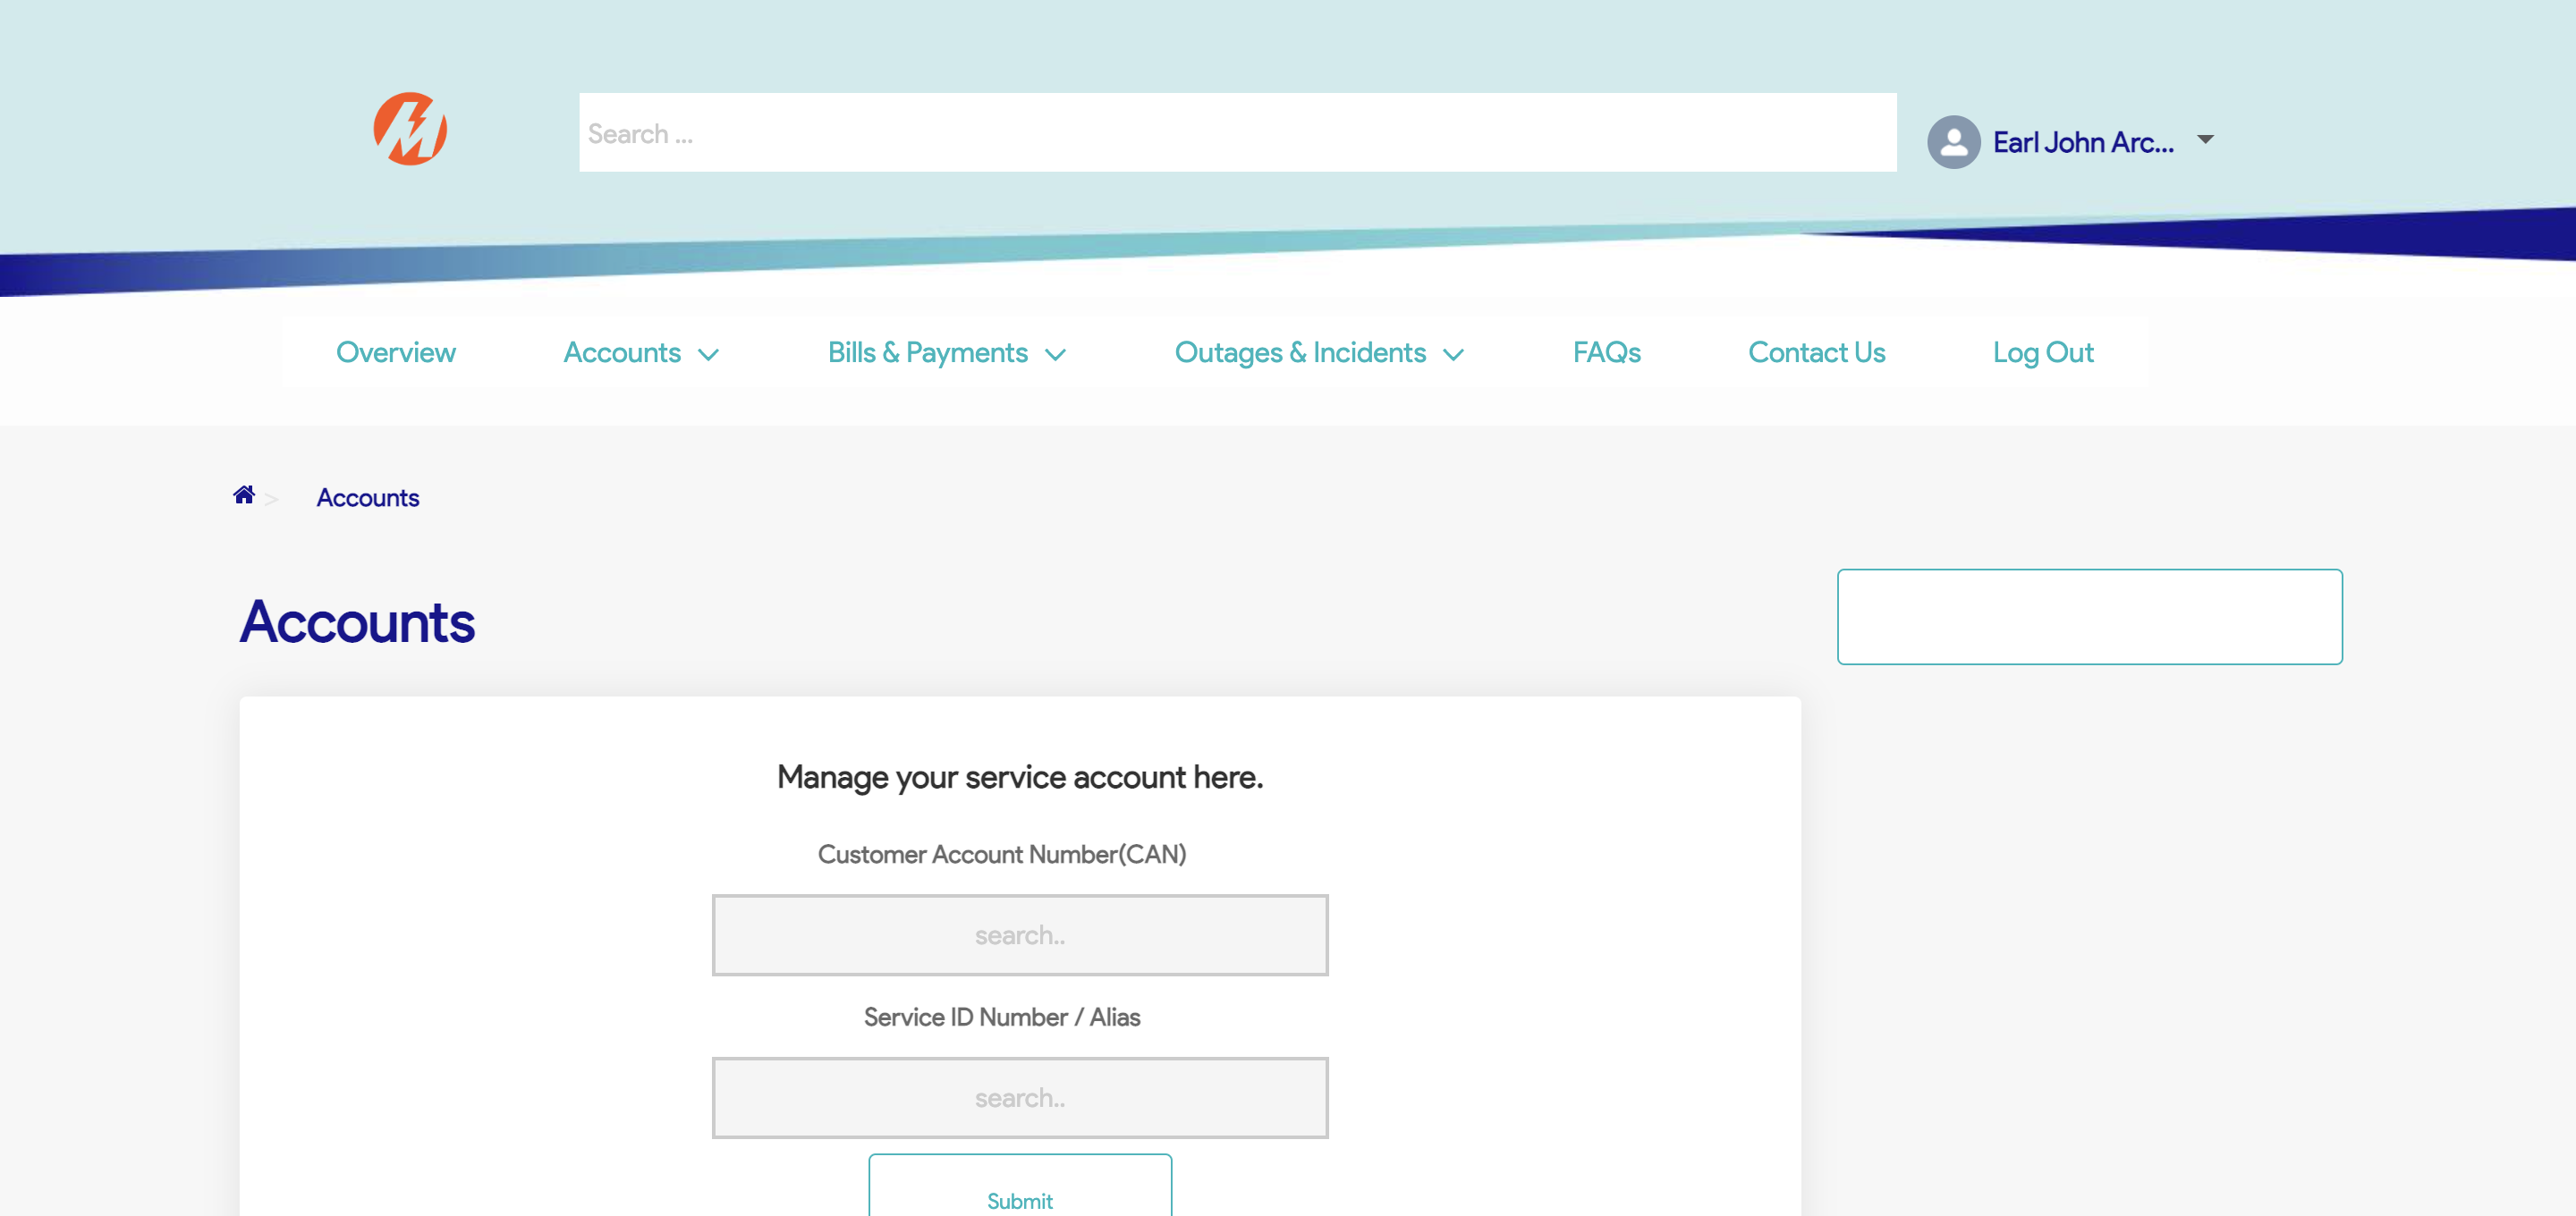 Search ...
Earl John Arc...
Overview
Accounts
Bills & Payments
Outages & Incidents
FAQs
Contact Us
Log Out
> Accounts
Accounts
Manage your service account here.
Customer Account Number(CAN)
search..
Service ID Number / Alias
search..
Submit